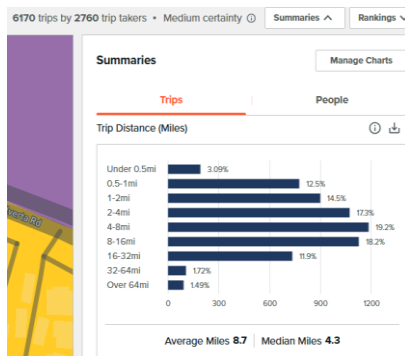 6170 trips by 2760 trip takers • Medium certainty
Summaries
Rankings
Summaries
Manage Charts
Trips
People
Trip Distance (Miles)
Under 0.5mi 3.09%
0.5-1mi 12.5%
1-2mi 14.5%
2-4mi 17.3%
4-8mi 19.2%
8-16mi 18.2%
16-32mi 11.9%
32-64mi 1.72%
Over 64mi 1.49%
0 300 600 900 1200
Average Miles 8.7 Median Miles 4.3
Rd